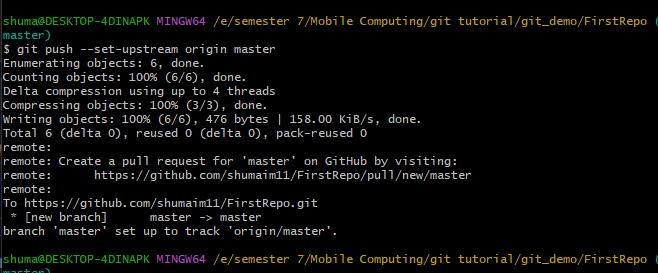 shuma@DESKTOP-4DINAPK MINGW64 /e/semester 7/Mobile Computing/git tutorial/git_demo/FirstRepo (
master)
$ git push --set-upstream origin master
Enumerating objects: 6, done.
Counting objects: 100% (6/6), done.
Delta compression using up to 4 threads
Compressing objects: 100% (3/3), done.
Writing objects: 100% (6/6), 476 bytes | 158.00 KiB/s, done.
Total 6 (delta 0), reused 0 (delta 0), pack-reused 0
remote:
remote: Create a pull request for 'master' on GitHub by visiting:
remote:      https://github.com/shumaim11/FirstRepo/pull/new/master
remote:
To https://github.com/shumaim11/FirstRepo.git
 * [new branch]      master -> master
branch 'master' set up to track 'origin/master'.
shuma@DESKTOP-4DINAPK MINGW64 /e/semester 7/Mobile Computing/git tutorial/git_demo/FirstRepo (
master)